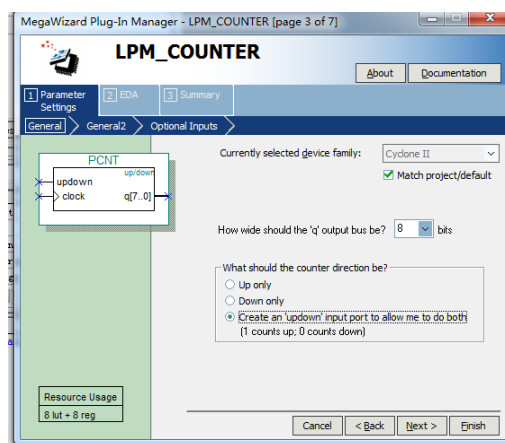 MegaWizard Plug-In Manager - LPM_COUNTER [page 3 of 7]
LPM_COUNTER
About
Documentation
1 Parameter Settings
2 EDA
3 Summary
General
General2
Optional Inputs
PCNT
up/down
updown
clock
q[7..0]
Currently selected device family:
Cyclone II
Match project/default
How wide should the 'q' output bus be?
8
bits
What should the counter direction be?
Up only
Down only
Create an 'updown' input port to allow me to do both
(1 counts up; 0 counts down)
Resource Usage
8 lut + 8 reg
Cancel
< Back
Next >
Finish